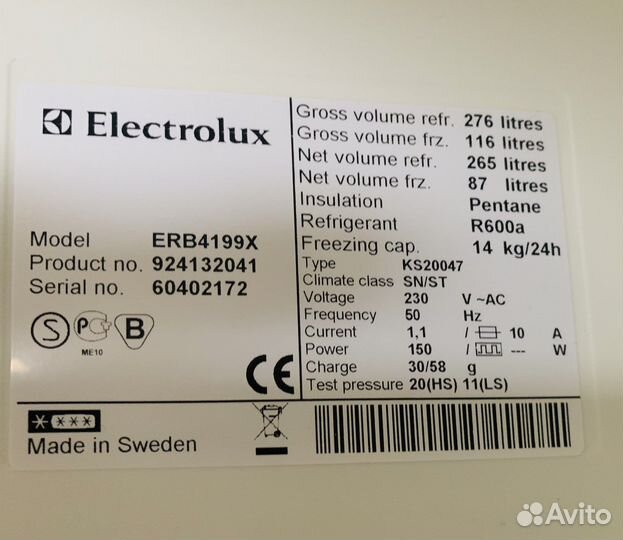 Electrolux
Model ERB4199X
Product no. 924132041
Serial no. 60402172
S PC B
ME10
CE
Made in Sweden
Gross volume refr. 276 litres
Gross volume frz. 116 litres
Net volume refr. 265 litres
Net volume frz. 87 litres
Insulation Pentane
Refrigerant R600a
Freezing cap. 14 kg/24h
Type KS20047
Climate class SN/ST
Voltage 230 V ~AC
Frequency 50 Hz
Current 1,1 / 10 A
Power 150 / --- W
Charge 30/58 g
Test pressure 20(HS) 11(LS)
Avito